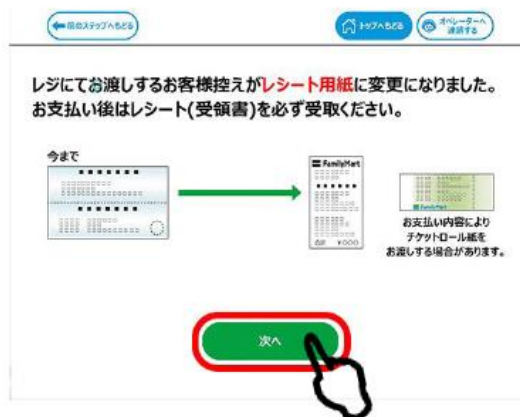 前のステップへもどる
トップへもどる
オペレーターへ
連絡する
レジにてお渡しするお客様控えがレシート用紙に変更になりました。
お支払い後はレシート(受領書)を必ず受取ください。
今まで
FamilyMart
合計 ¥000
FamilyMart
お支払い内容により
チケットロール紙を
お渡しする場合があります。
次へ